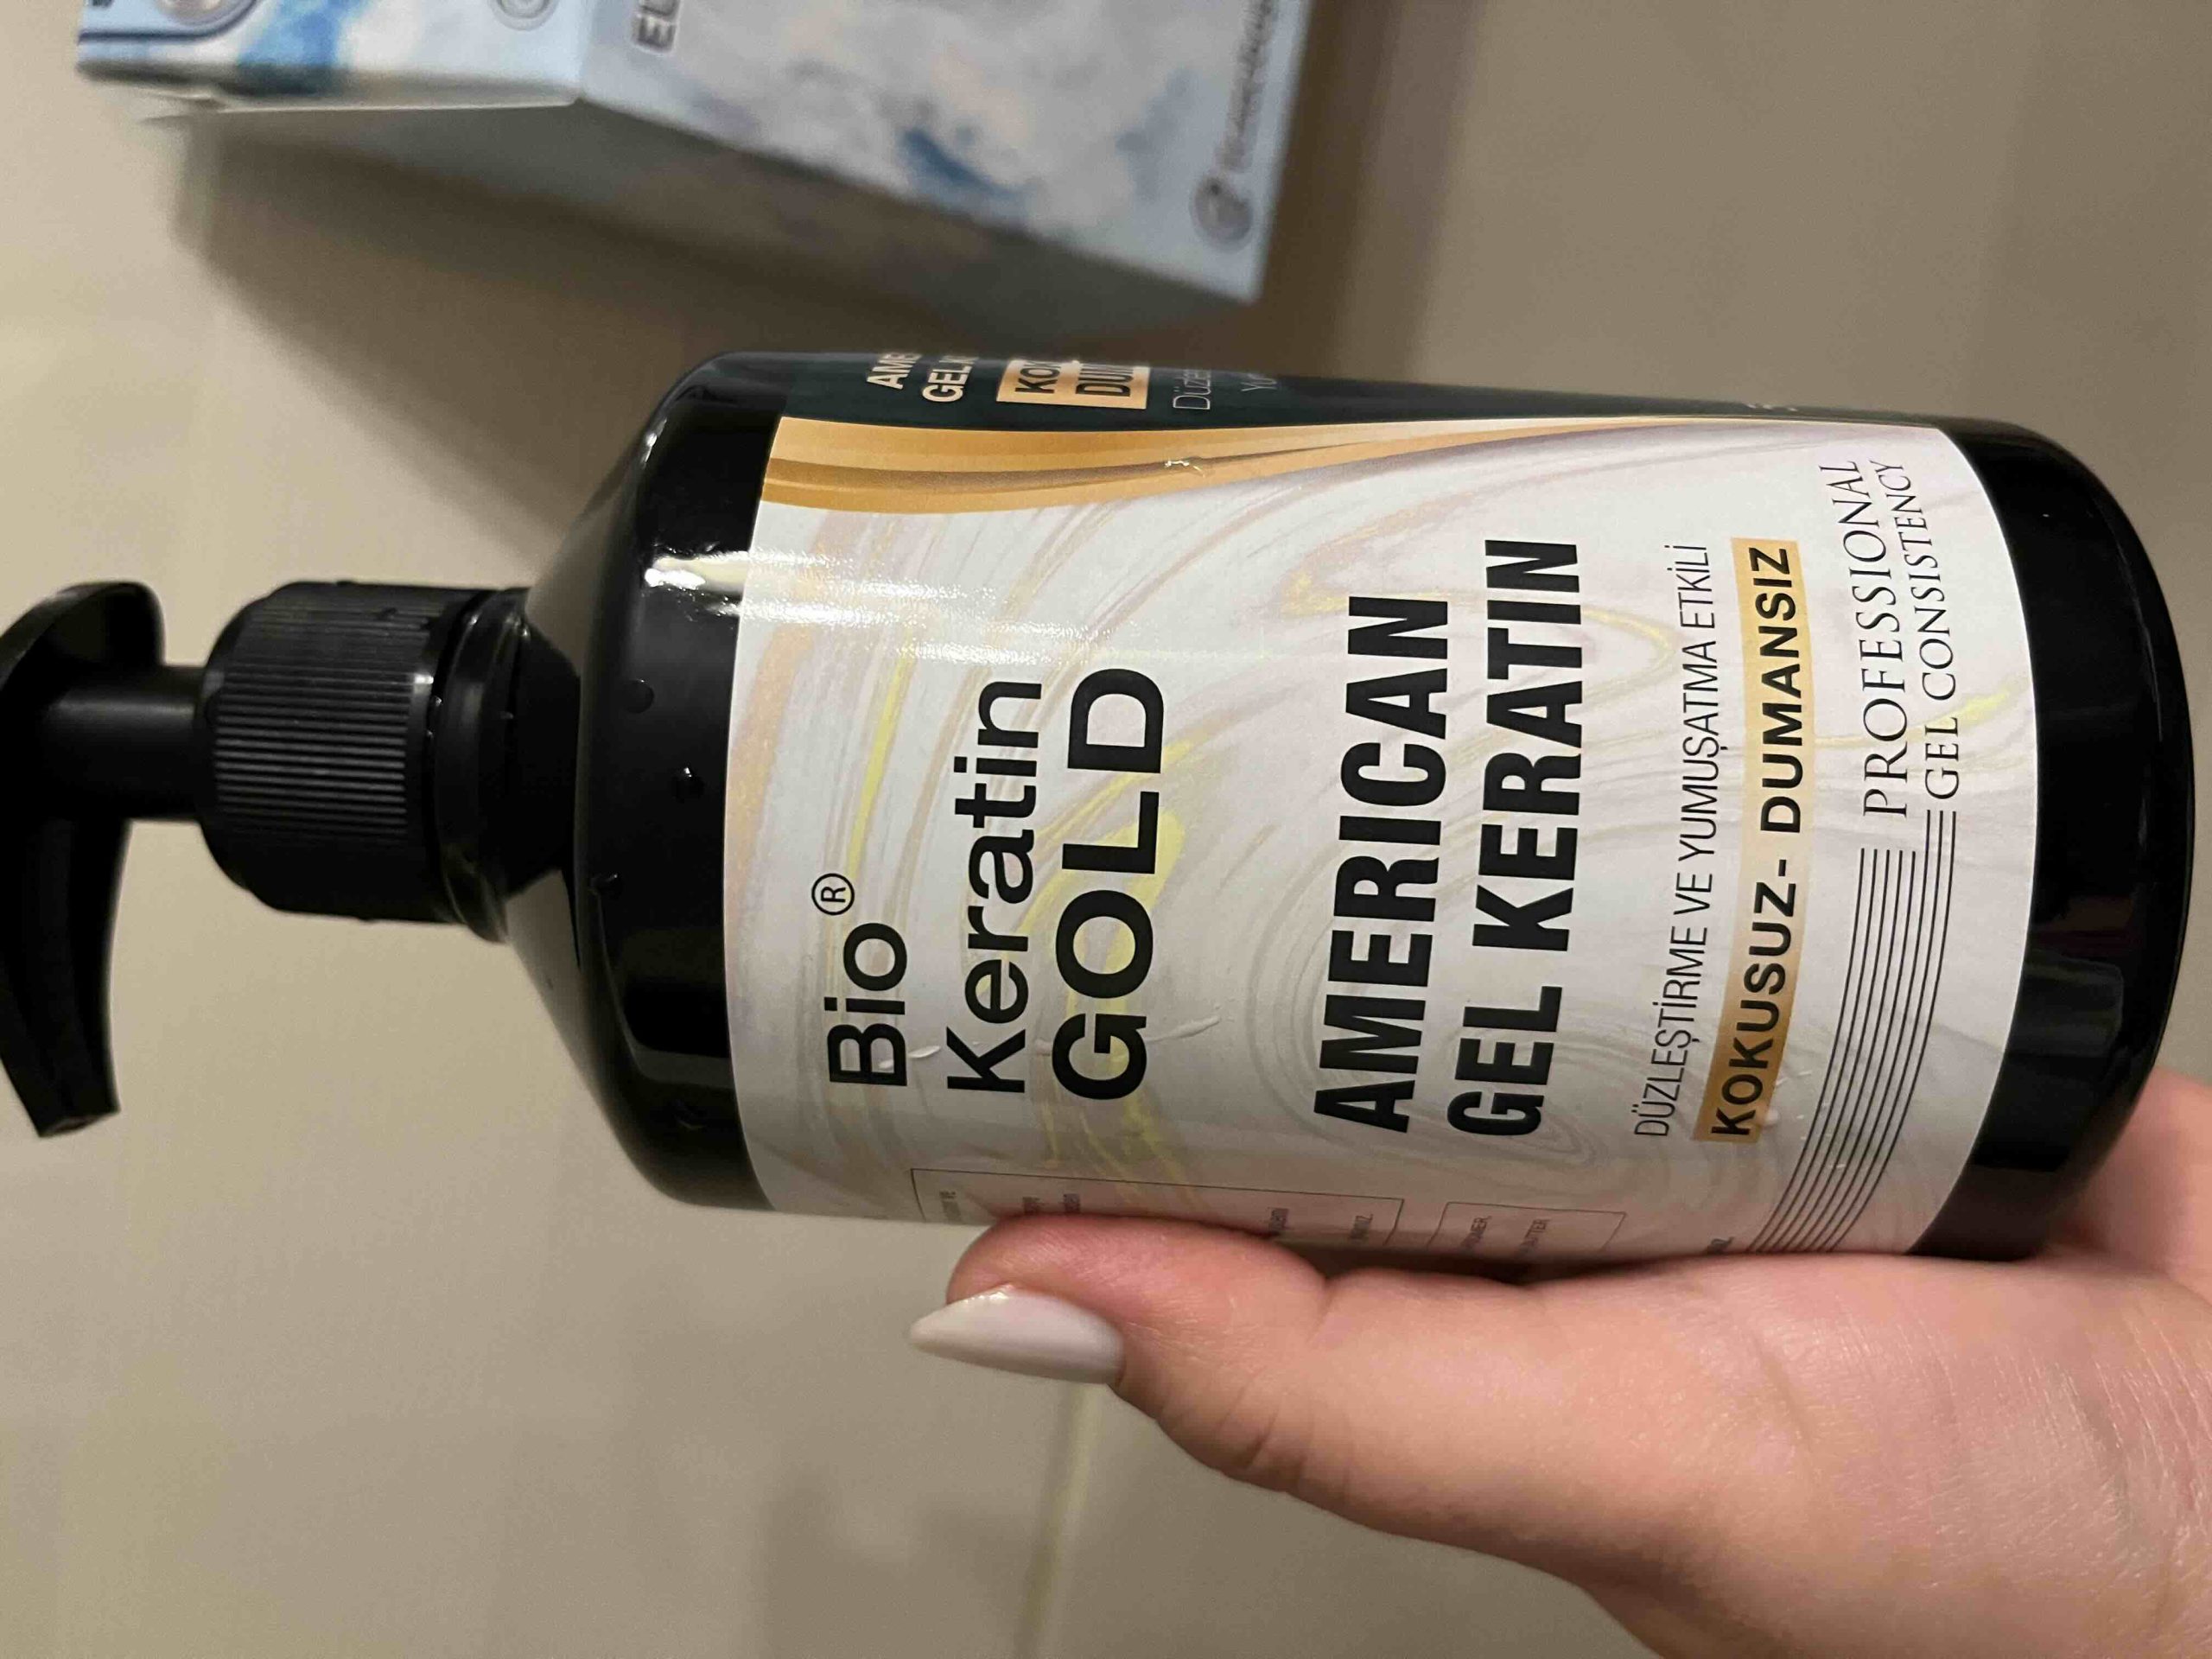 Bio®
Keratin
GOLD
AMERICAN
GEL KERATIN
DÜZLEŞTİRME VE YUMUŞATMA ETKİLİ
KOKUSUZ- DUMANSIZ
PROFESSIONAL
GEL CONSISTENCY